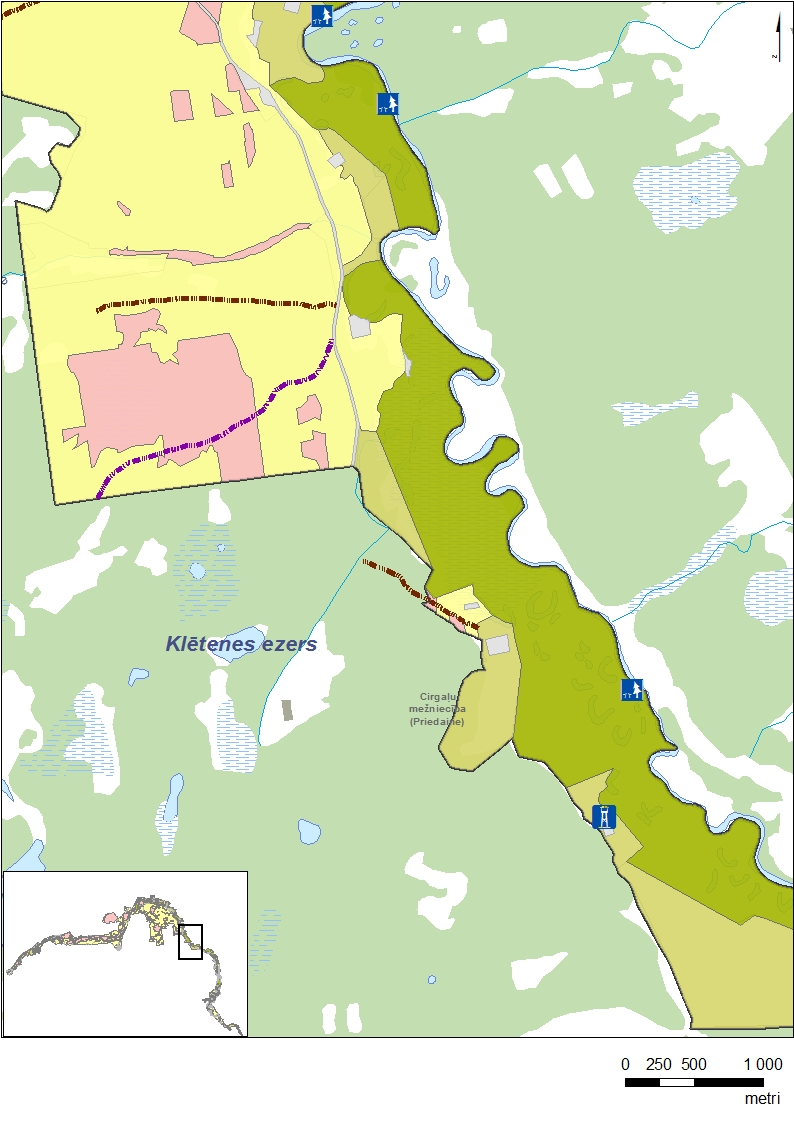 z
Klētenes ezers
Cirgaļu
mežniecība
(Priedaine)
0 250 500 1 000
metri